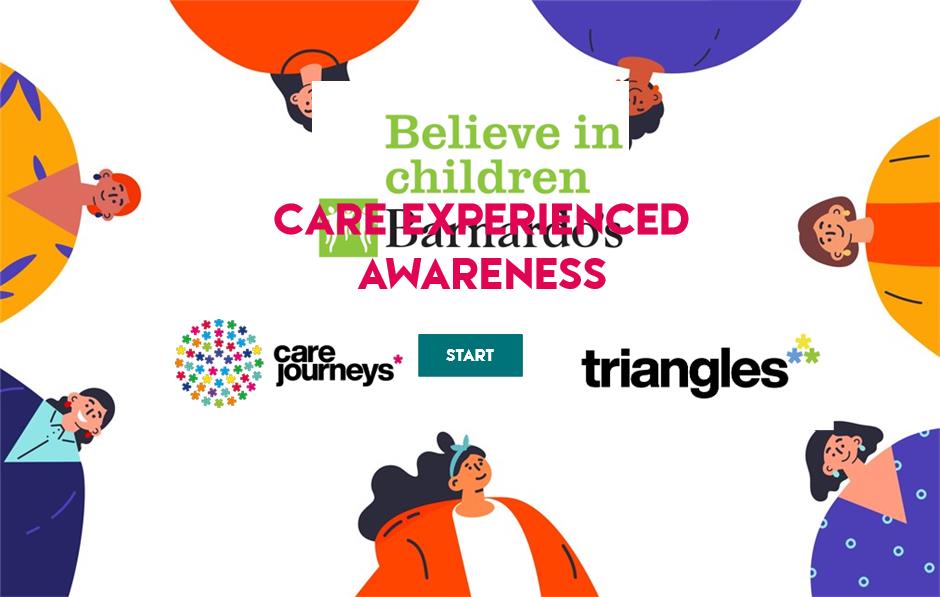 Believe in
children
Barnardo's
CARE EXPERIENCED
AWARENESS
care
journeys*
START
triangles